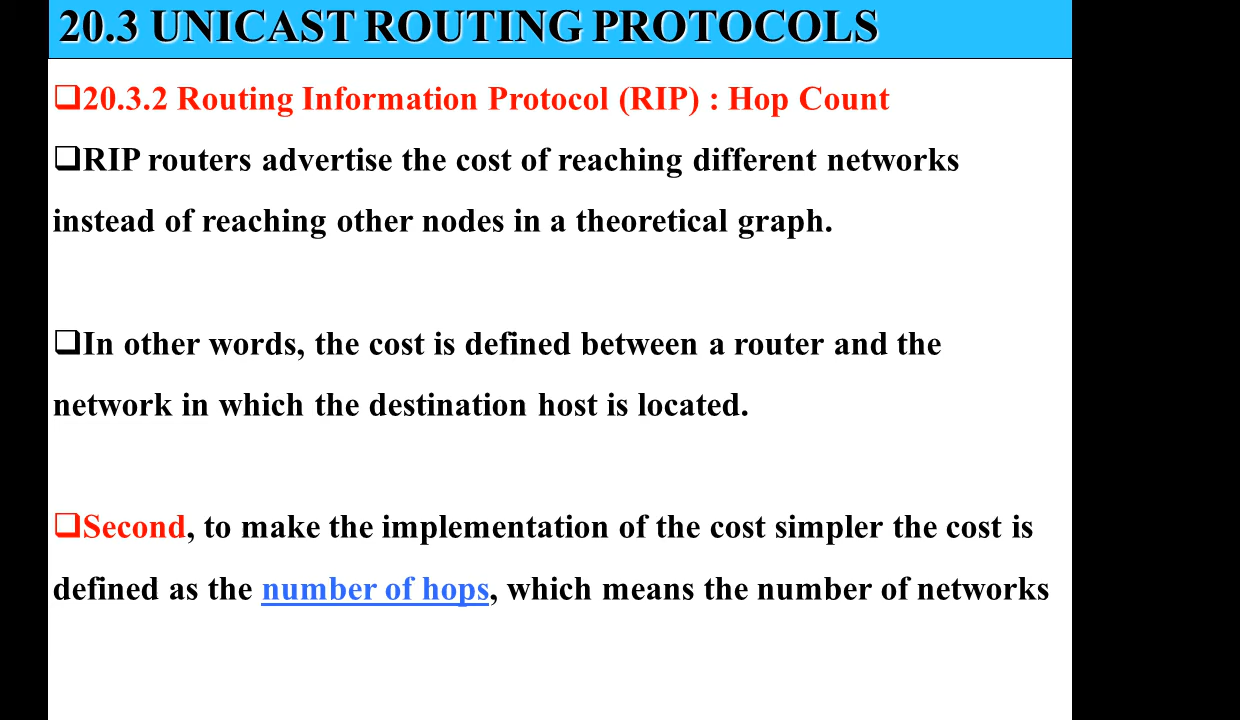 20.3 UNICAST ROUTING PROTOCOLS
❑20.3.2 Routing Information Protocol (RIP) : Hop Count
❑RIP routers advertise the cost of reaching different networks
instead of reaching other nodes in a theoretical graph.
❑In other words, the cost is defined between a router and the
network in which the destination host is located.
❑Second, to make the implementation of the cost simpler the cost is
defined as the number of hops, which means the number of networks